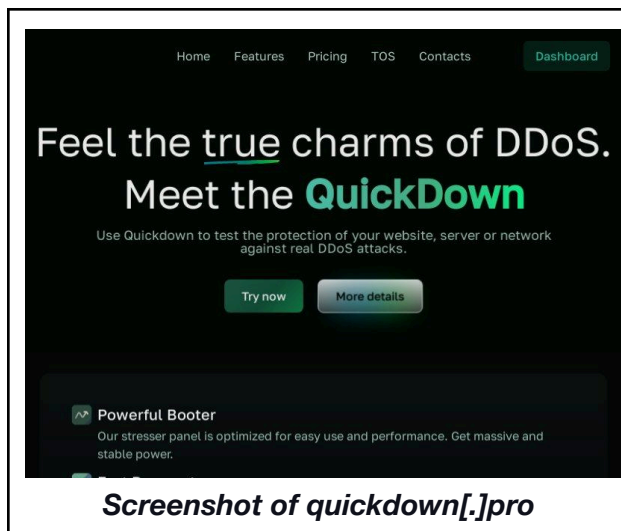 Home Features Pricing TOS Contacts Dashboard
Feel the true charms of DDoS.
Meet the QuickDown
Use Quickdown to test the protection of your website, server or network
against real DDoS attacks.
Try now More details
Powerful Booter
Our stresser panel is optimized for easy use and performance. Get massive and
stable power.
Screenshot of quickdown[.]pro